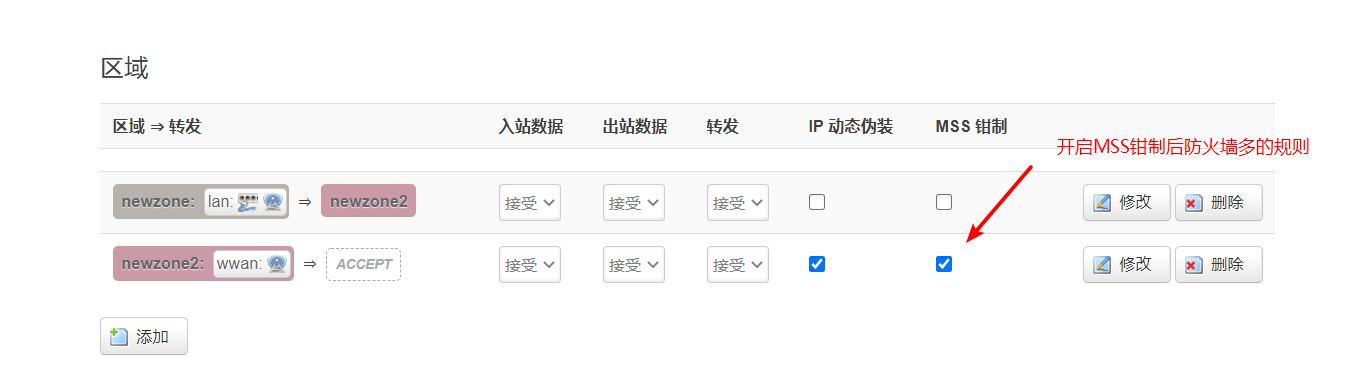 区域
区域 ⇒ 转发 入站数据 出站数据 转发 IP 动态伪装 MSS 钳制
开启MSS钳制后防火墙多的规则
newzone: lan: ⇒ newzone2 接受 接受 接受 修改 删除
newzone2: wwan: ⇒ ACCEPT 接受 接受 接受 修改 删除
添加